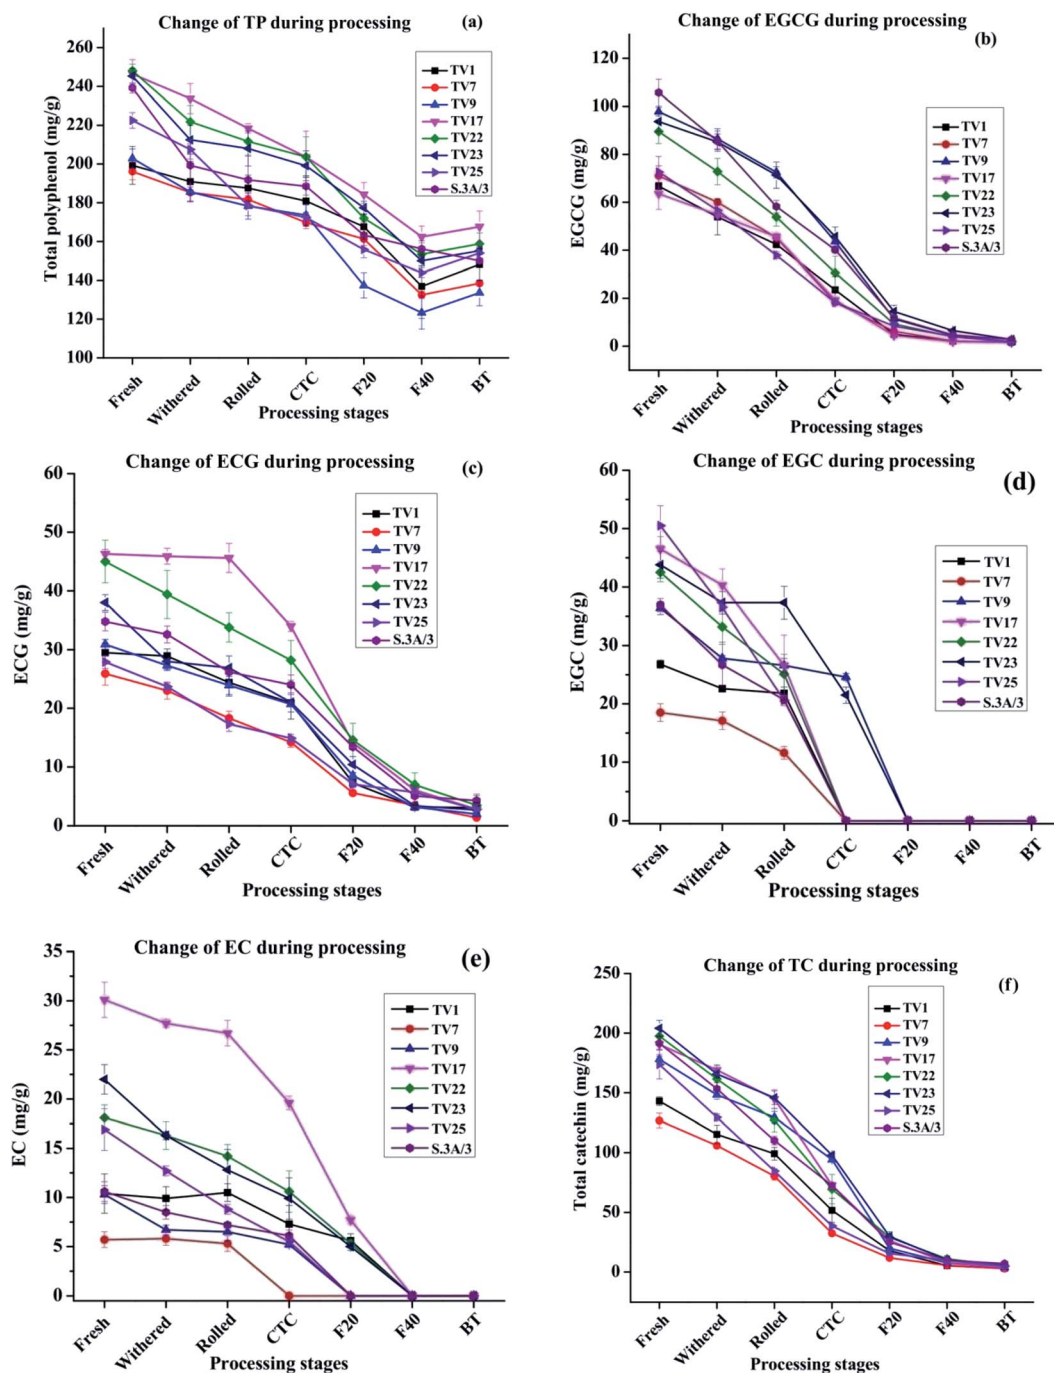 Change of TP during processing
(a)
Total polyphenol (mg/g)
260
240
220
200
180
160
140
120
100
TV1
TV7
TV9
TV17
TV22
TV23
TV25
S.3A/3
Fresh
Withered
Rolled
CTC
F20
F40
BT
Processing stages
Change of EGCG during processing
(b)
EGCG (mg/g)
120
100
80
60
40
20
0
TV1
TV7
TV9
TV17
TV22
TV23
TV25
S.3A/3
Fresh
Withered
Rolled
CTC
F20
F40
BT
Processing stages
Change of ECG during processing
(c)
ECG (mg/g)
60
50
40
30
20
10
0
TV1
TV7
TV9
TV17
TV22
TV23
TV25
S.3A/3
Fresh
Withered
Rolled
CTC
F20
F40
BT
Processing stages
Change of EGC during processing
(d)
EGC (mg/g)
60
50
40
30
20
10
0
TV1
TV7
TV9
TV17
TV22
TV23
TV25
S.3A/3
Fresh
Withered
Rolled
CTC
F20
F40
BT
Processing stages
Change of EC during processing
(e)
EC (mg/g)
35
30
25
20
15
10
5
0
TV1
TV7
TV9
TV17
TV22
TV23
TV25
S.3A/3
Fresh
Withered
Rolled
CTC
F20
F40
BT
Processing stages
Change of TC during processing
(f)
Total catechin (mg/g)
250
200
150
100
50
0
TV1
TV7
TV9
TV17
TV22
TV23
TV25
S.3A/3
Fresh
Withered
Rolled
CTC
F20
F40
BT
Processing stages